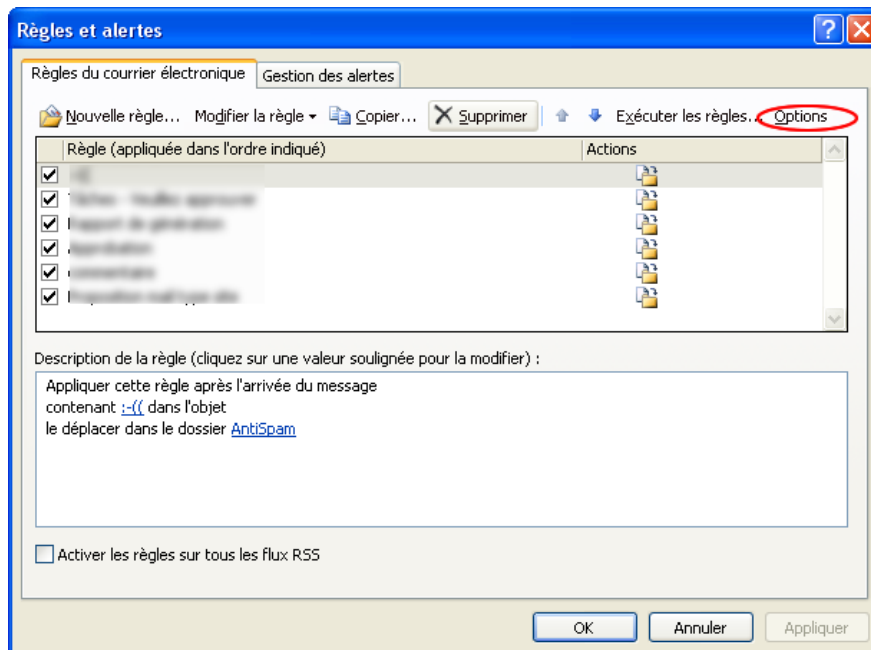 Règles et alertes
Règles du courrier électronique Gestion des alertes
Nouvelle règle... Modifier la règle Copier... Supprimer Exécuter les règles... Options
Règle (appliquée dans l'ordre indiqué) Actions
Description de la règle (cliquez sur une valeur soulignée pour la modifier) :
Appliquer cette règle après l'arrivée du message
contenant :-(( dans l'objet
le déplacer dans le dossier AntiSpam
Activer les règles sur tous les flux RSS
OK Annuler Appliquer